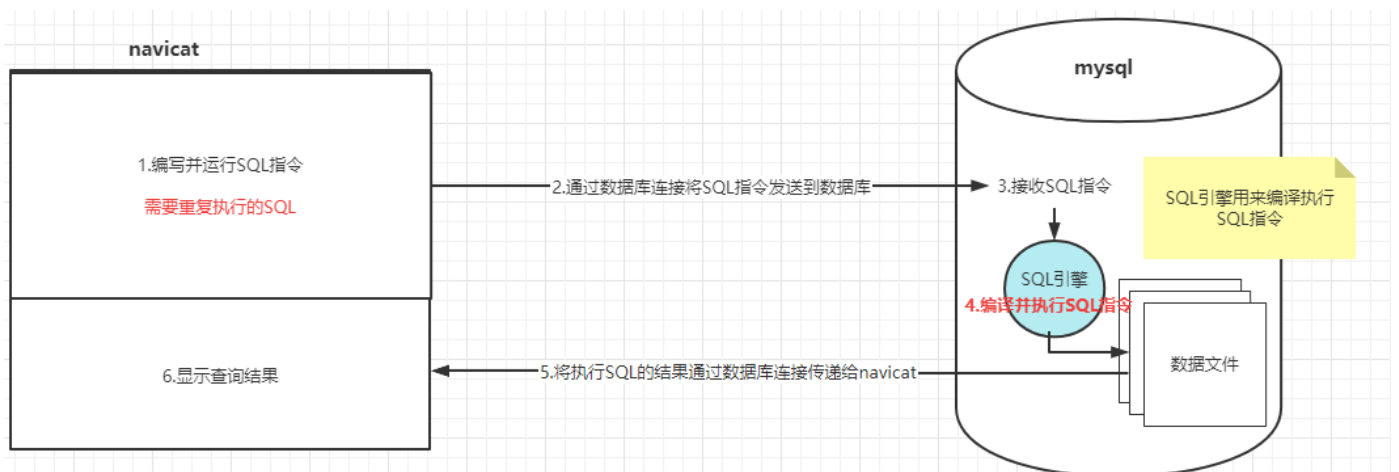 navicat
mysql
1.编写并运行SQL指令
需要重复执行的SQL
2.通过数据库连接将SQL指令发送到数据库
3.接收SQL指令
SQL引擎用来编译执行
SQL指令
SQL引擎
4.编译并执行SQL指令
数据文件
5.将执行SQL的结果通过数据库连接传递给navicat
6.显示查询结果